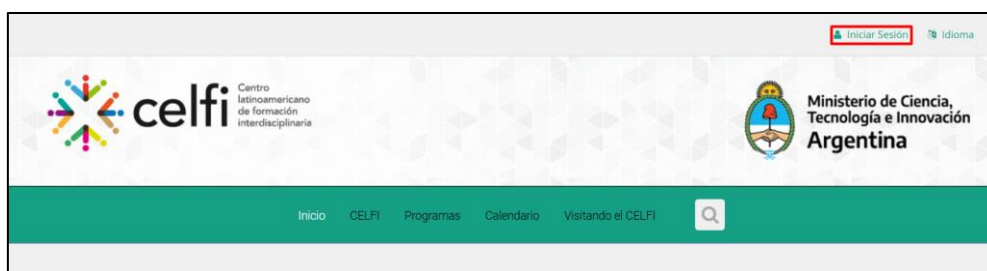 Iniciar Sesión Idioma
celfi
Centro
latinoamericano
de formación
interdisciplinaria
Ministerio de Ciencia,
Tecnología e Innovación
Argentina
Inicio CELFI Programas Calendario Visitando el CELFI